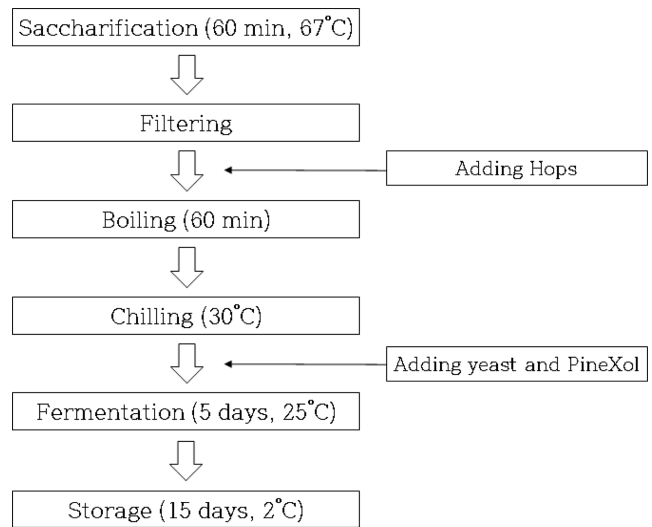 Saccharification (60 min, 67°C)
Filtering
Adding Hops
Boiling (60 min)
Chilling (30°C)
Adding yeast and PineXol
Fermentation (5 days, 25°C)
Storage (15 days, 2°C)